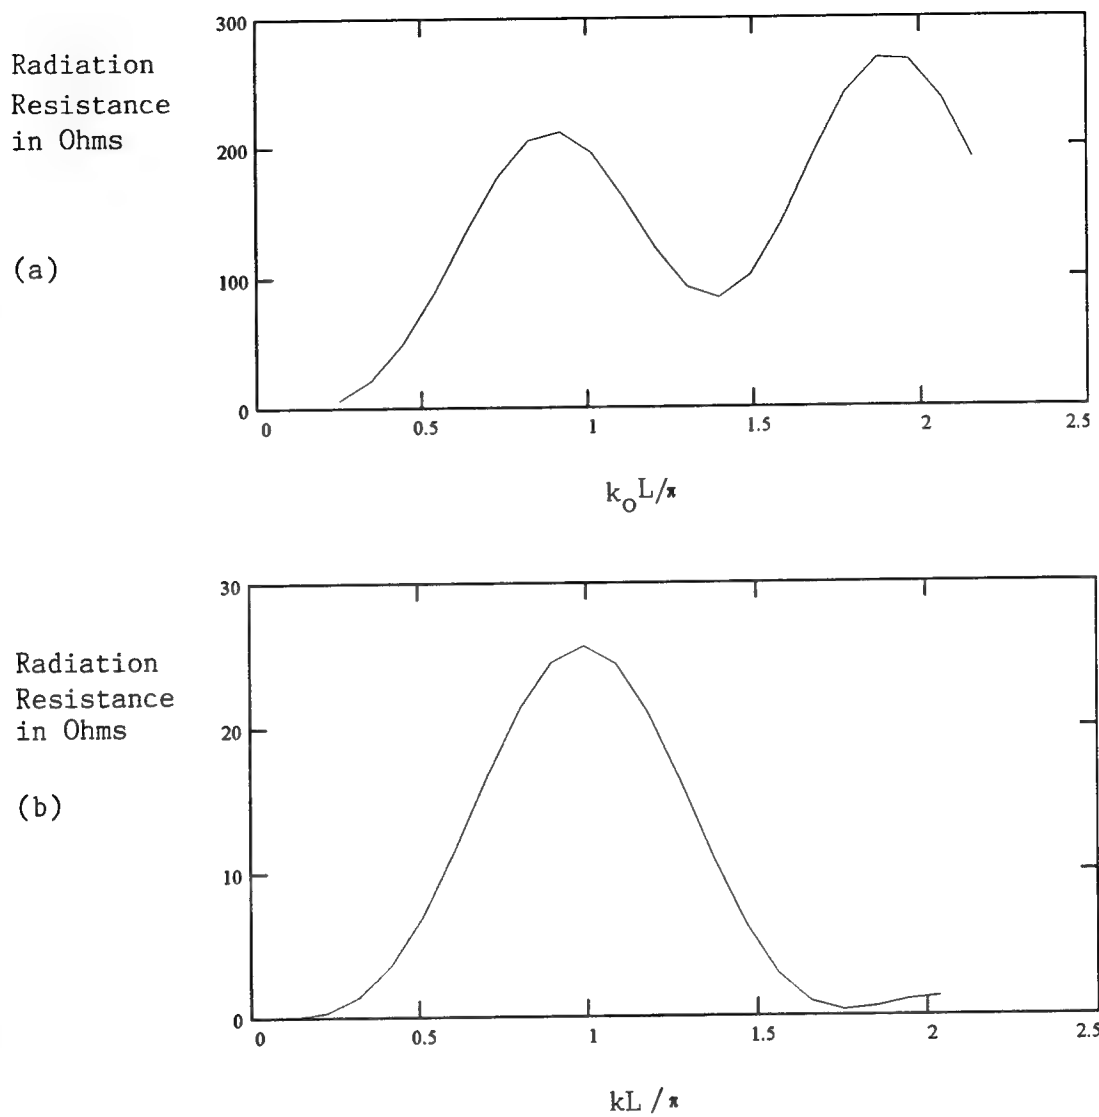 Radiation
Resistance
in Ohms
(a)
300
200
100
0
0 0.5 1 1.5 2 2.5
k₀L/π
Radiation
Resistance
in Ohms
(b)
30
20
10
0
0 0.5 1 1.5 2 2.5
kL/π